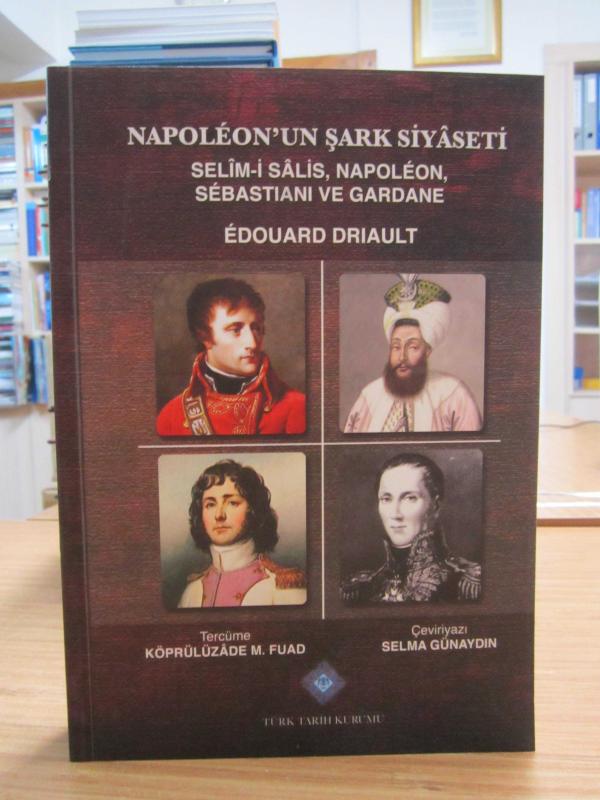 NAPOLÉON'UN ŞARK SİYÂSETİ
SELÎM-İ SÂLİS, NAPOLÉON,
SÉBASTIANI VE GARDANE
ÉDOUARD DRIAULT
Tercüme
KÖPRÜLÜZÂDE M. FUAD
Çeviriyazı
SELMA GÜNAYDIN
TÜRK TARİH KURUMU